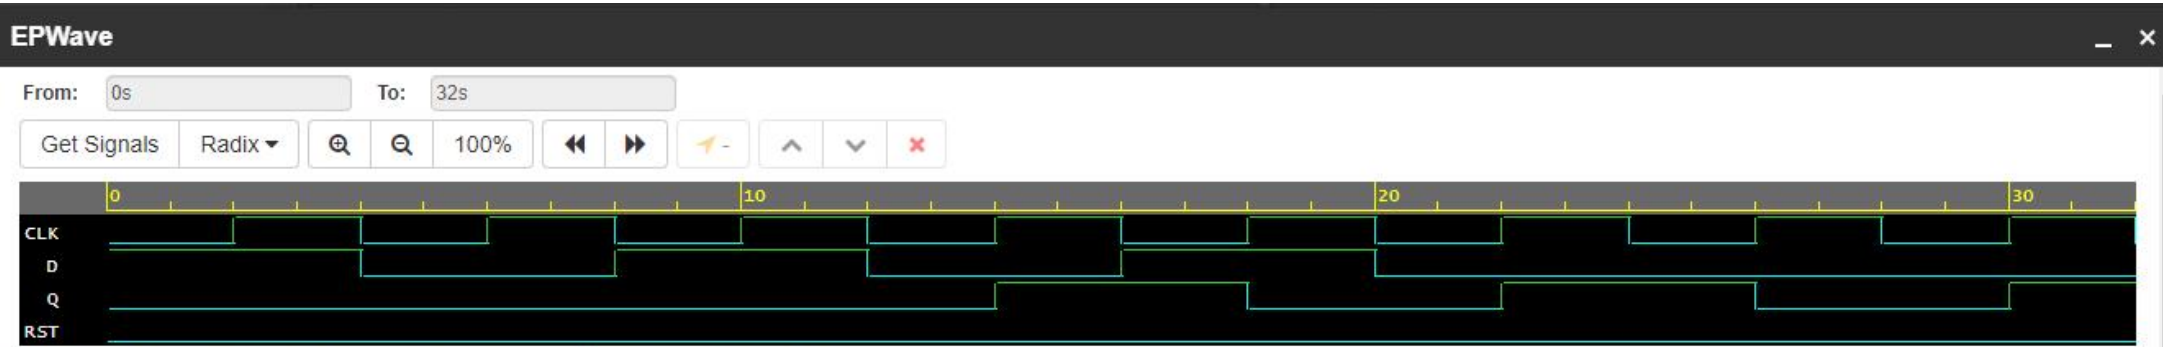 EPWave
From: 0s To: 32s
Get Signals Radix 100% -
0 10 20 30
CLK
D
Q
RST